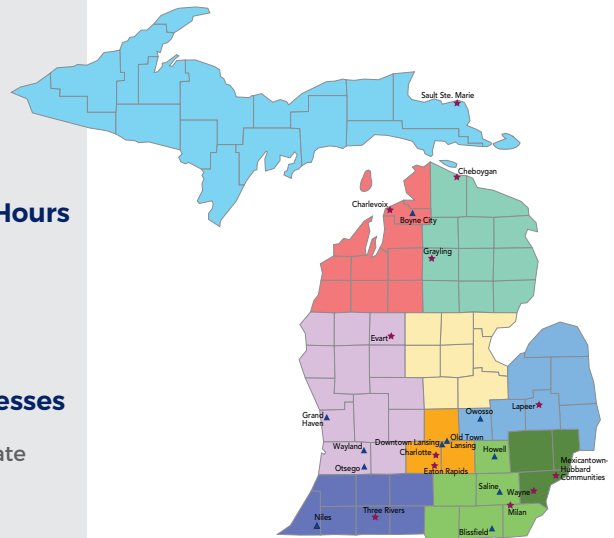 Hours
esses
ate
Sault Ste. Marie
Cheboygan
Charlevoix
Boyne City
Grayling
Evart
Grand
Haven
Owosso
Lapeer
Wayland
Downtown Lansing
Old Town
Lansing
Charlotte
Howell
Otsego
Eaton Rapids
Mexicantown-
Hubbard
Communities
Saline
Wayne
Niles
Three Rivers
Milan
Blissfield